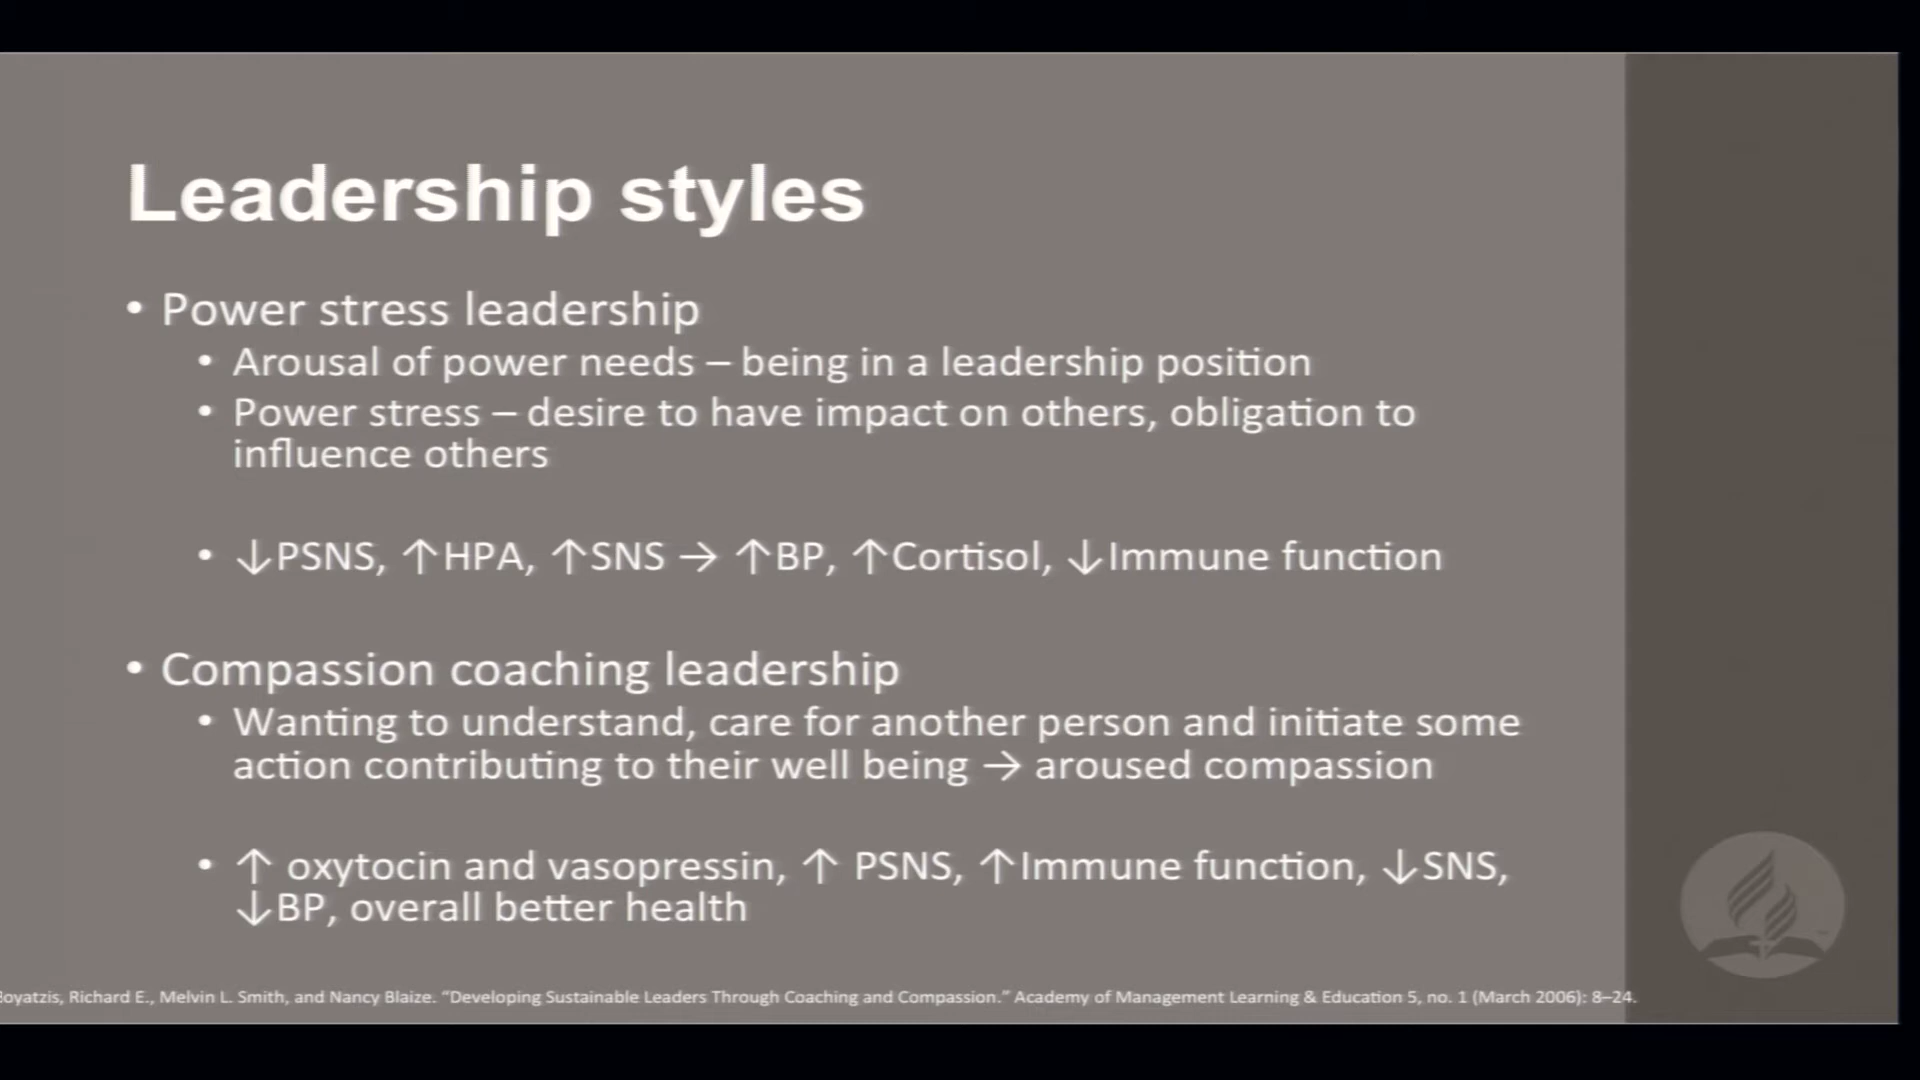 Leadership styles
• Power stress leadership
• Arousal of power needs – being in a leadership position
• Power stress – desire to have impact on others, obligation to
influence others
• ↓PSNS, ↑HPA, ↑SNS → ↑BP, ↑Cortisol, ↓Immune function
• Compassion coaching leadership
• Wanting to understand, care for another person and initiate some
action contributing to their well being → aroused compassion
• ↑ oxytocin and vasopressin, ↑ PSNS, ↑Immune function, ↓SNS,
↓BP, overall better health
Boyatzis, Richard E., Melvin L. Smith, and Nancy Blaize. “Developing Sustainable Leaders Through Coaching and Compassion.” Academy of Management Learning & Education 5, no. 1 (March 2006): 8–24.